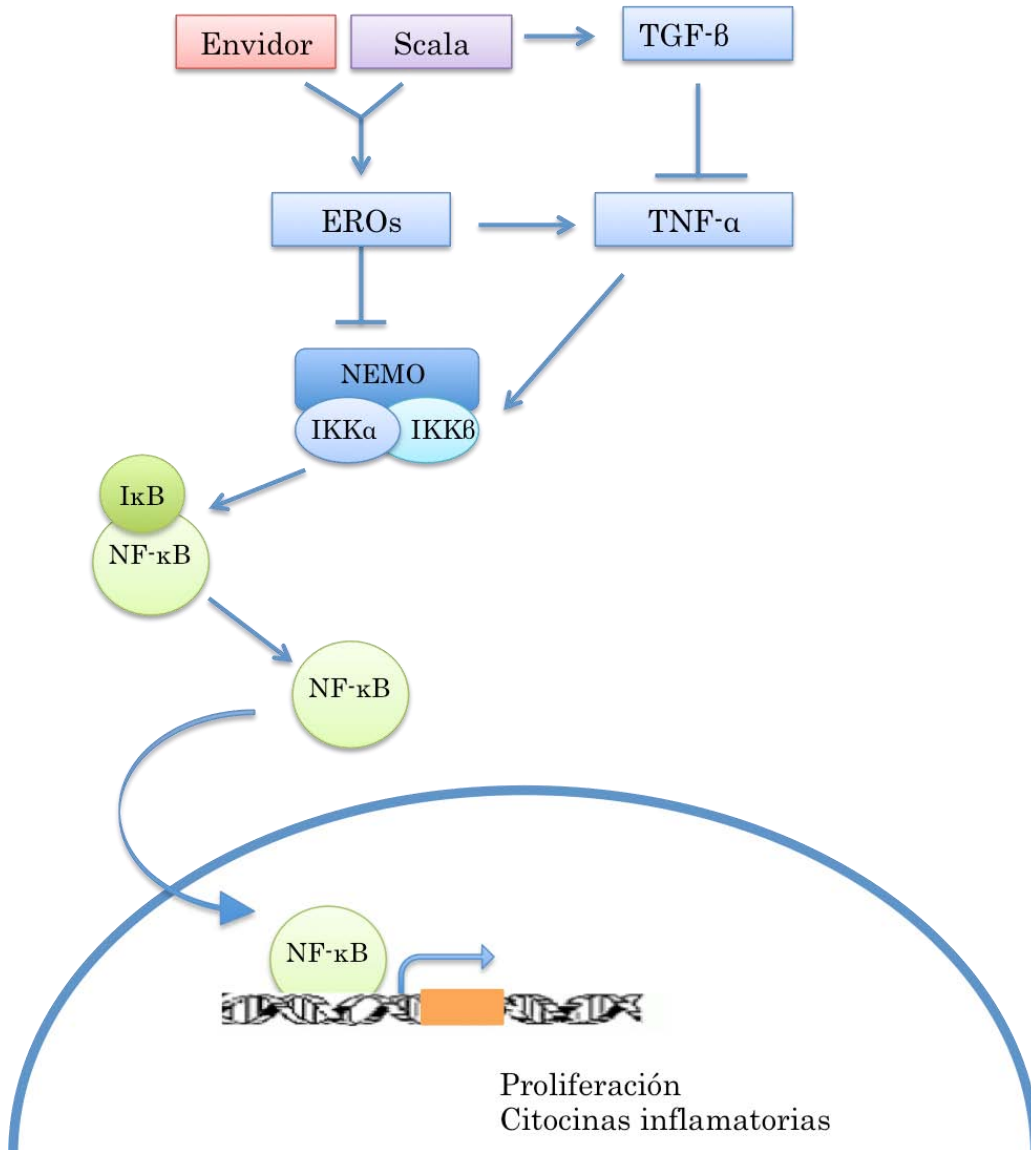 Envidor
Scala
TGF-β
EROs
TNF-α
NEMO
IKKα
IKKβ
IκB
NF-κB
NF-κB
NF-κB
Proliferación
Citocinas inflamatorias